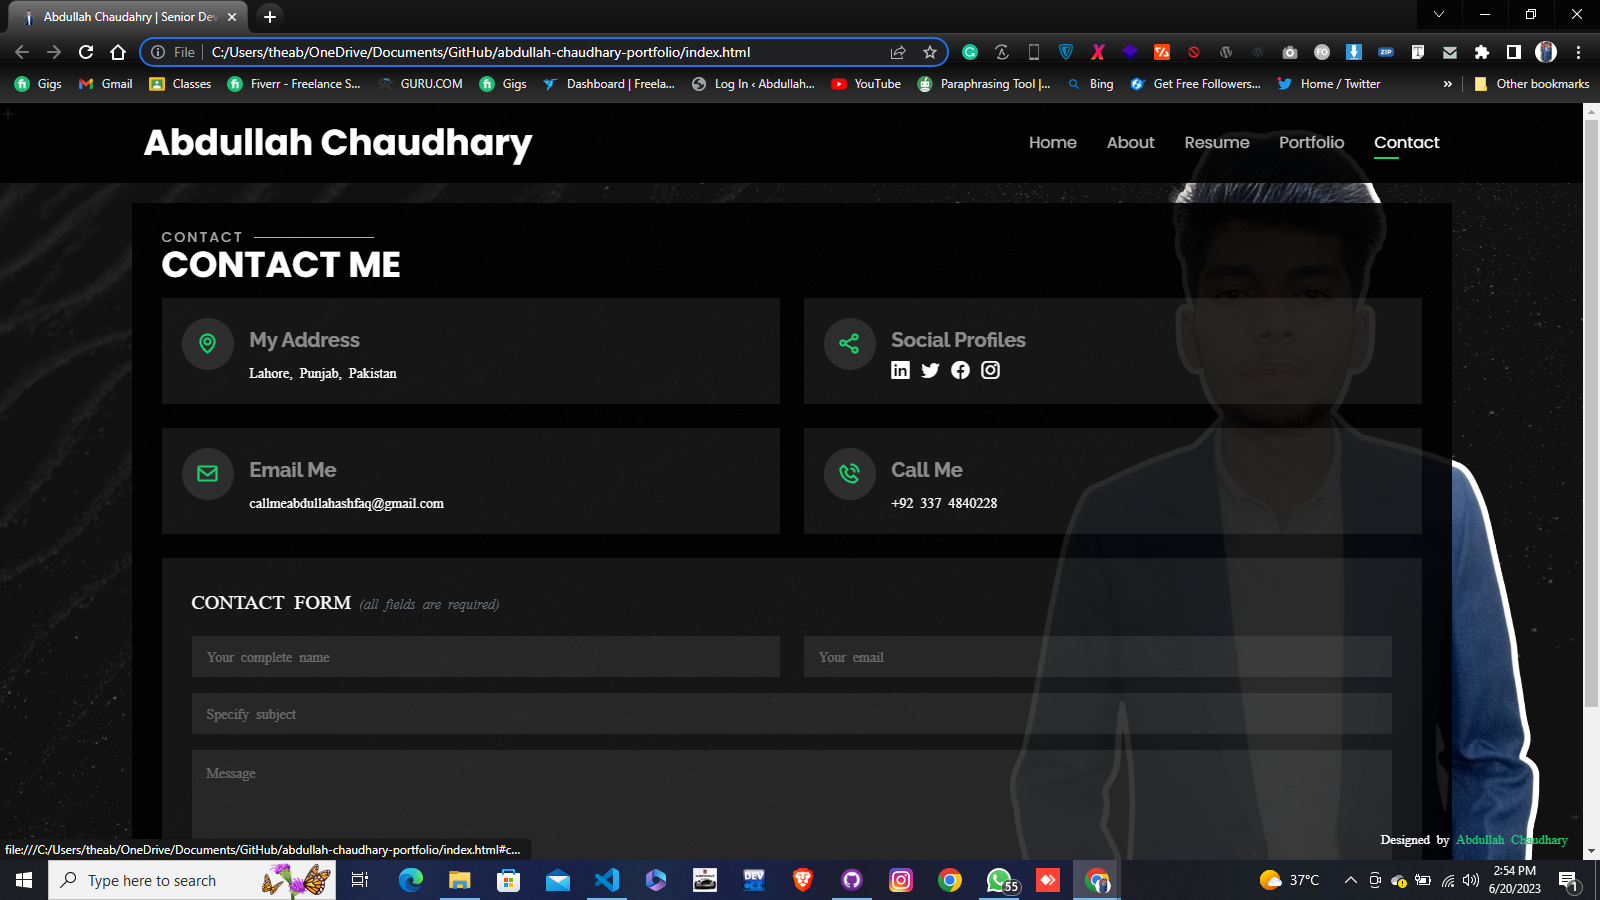 Abdullah Chaudahry | Senior Dev
File
C:/Users/theab/OneDrive/Documents/GitHub/abdullah-chaudhary-portfolio/index.html
Gigs
Gmail
Classes
Fiverr - Freelance S...
GURU.COM
Gigs
Dashboard | Freela...
Log In ‹ Abdullah...
YouTube
Paraphrasing Tool |...
Bing
Get Free Followers...
Home / Twitter
»
Other bookmarks
Abdullah Chaudhary
Home
About
Resume
Portfolio
Contact
CONTACT
CONTACT ME
My Address
Lahore, Punjab, Pakistan
Social Profiles
Email Me
callmeabdullahashfaq@gmail.com
Call Me
+92 337 4840228
CONTACT FORM (all fields are required)
Your complete name
Your email
Specify subject
Message
Designed by Abdullah Chaudhary
file:///C:/Users/theab/OneDrive/Documents/GitHub/abdullah-chaudhary-portfolio/index.html#c...
Type here to search
DEV
55
37°C
2:54 PM
6/20/2023
1